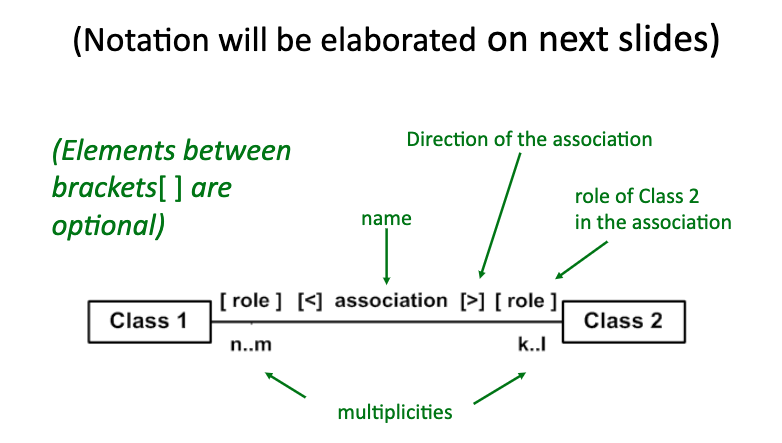 (Notation will be elaborated on next slides)
(Elements between
brackets[ ] are
optional)
Direction of the association
role of Class 2
in the association
name
[ role ] [<] association [>] [ role ]
Class 1
Class 2
n..m
k..l
multiplicities